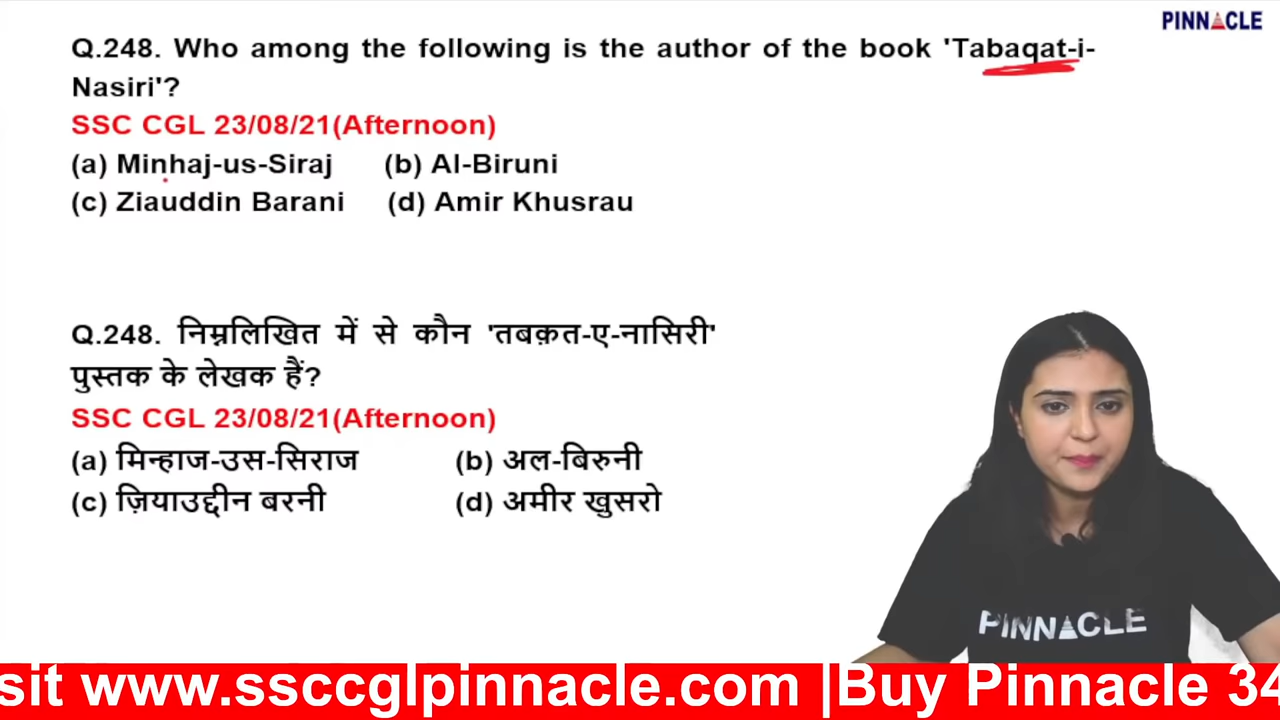 PINNACLE
Q.248. Who among the following is the author of the book 'Tabaqat-i-
Nasiri'?
SSC CGL 23/08/21(Afternoon)
(a) Minhaj-us-Siraj (b) Al-Biruni
(c) Ziauddin Barani (d) Amir Khusrau
Q.248. निम्नलिखित में से कौन 'तबक़त-ए-नासिरी'
पुस्तक के लेखक हैं?
SSC CGL 23/08/21(Afternoon)
(a) मिन्हाज-उस-सिराज (b) अल-बिरुनी
(c) ज़ियाउद्दीन बरनी (d) अमीर खुसरो
PINNACLE
sit www.ssccglpinnacle.com |Buy Pinnacle 34